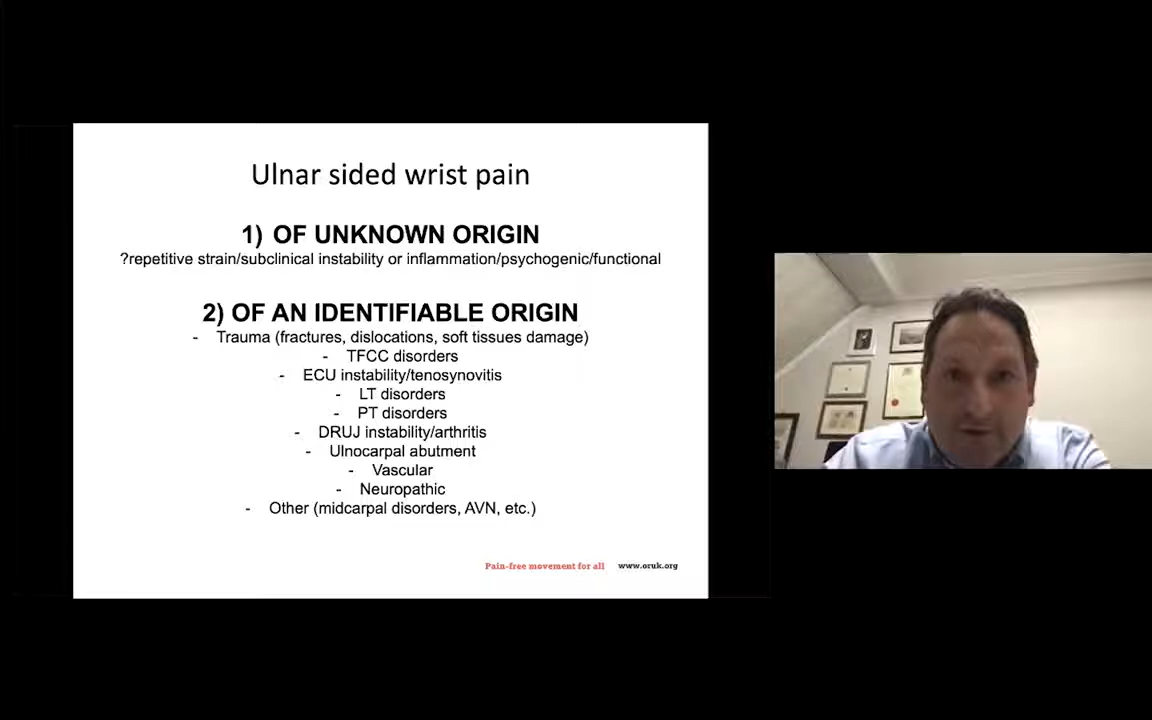 Ulnar sided wrist pain
1) OF UNKNOWN ORIGIN
?repetitive strain/subclinical instability or inflammation/psychogenic/functional
2) OF AN IDENTIFIABLE ORIGIN
- Trauma (fractures, dislocations, soft tissues damage)
- TFCC disorders
- ECU instability/tenosynovitis
- LT disorders
- PT disorders
- DRUJ instability/arthritis
- Ulnocarpal abutment
- Vascular
- Neuropathic
- Other (midcarpal disorders, AVN, etc.)
Pain-free movement for all www.oruk.org